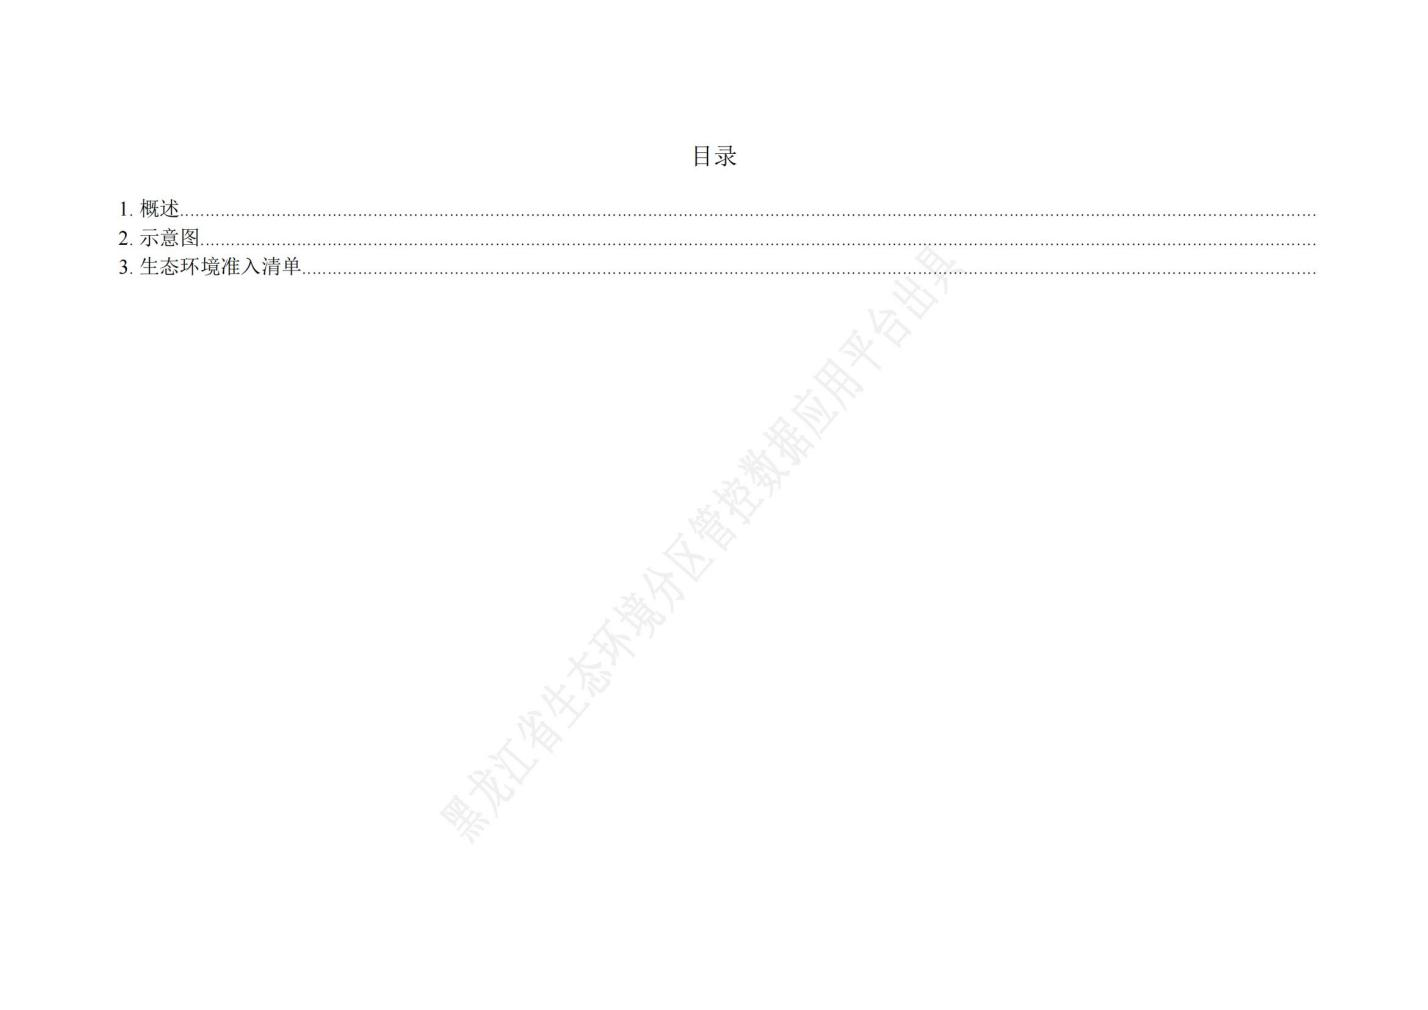 目录
1. 概述
2. 示意图
3. 生态环境准入清单
黑龙江省生态环境分区管控数据应用平台出具